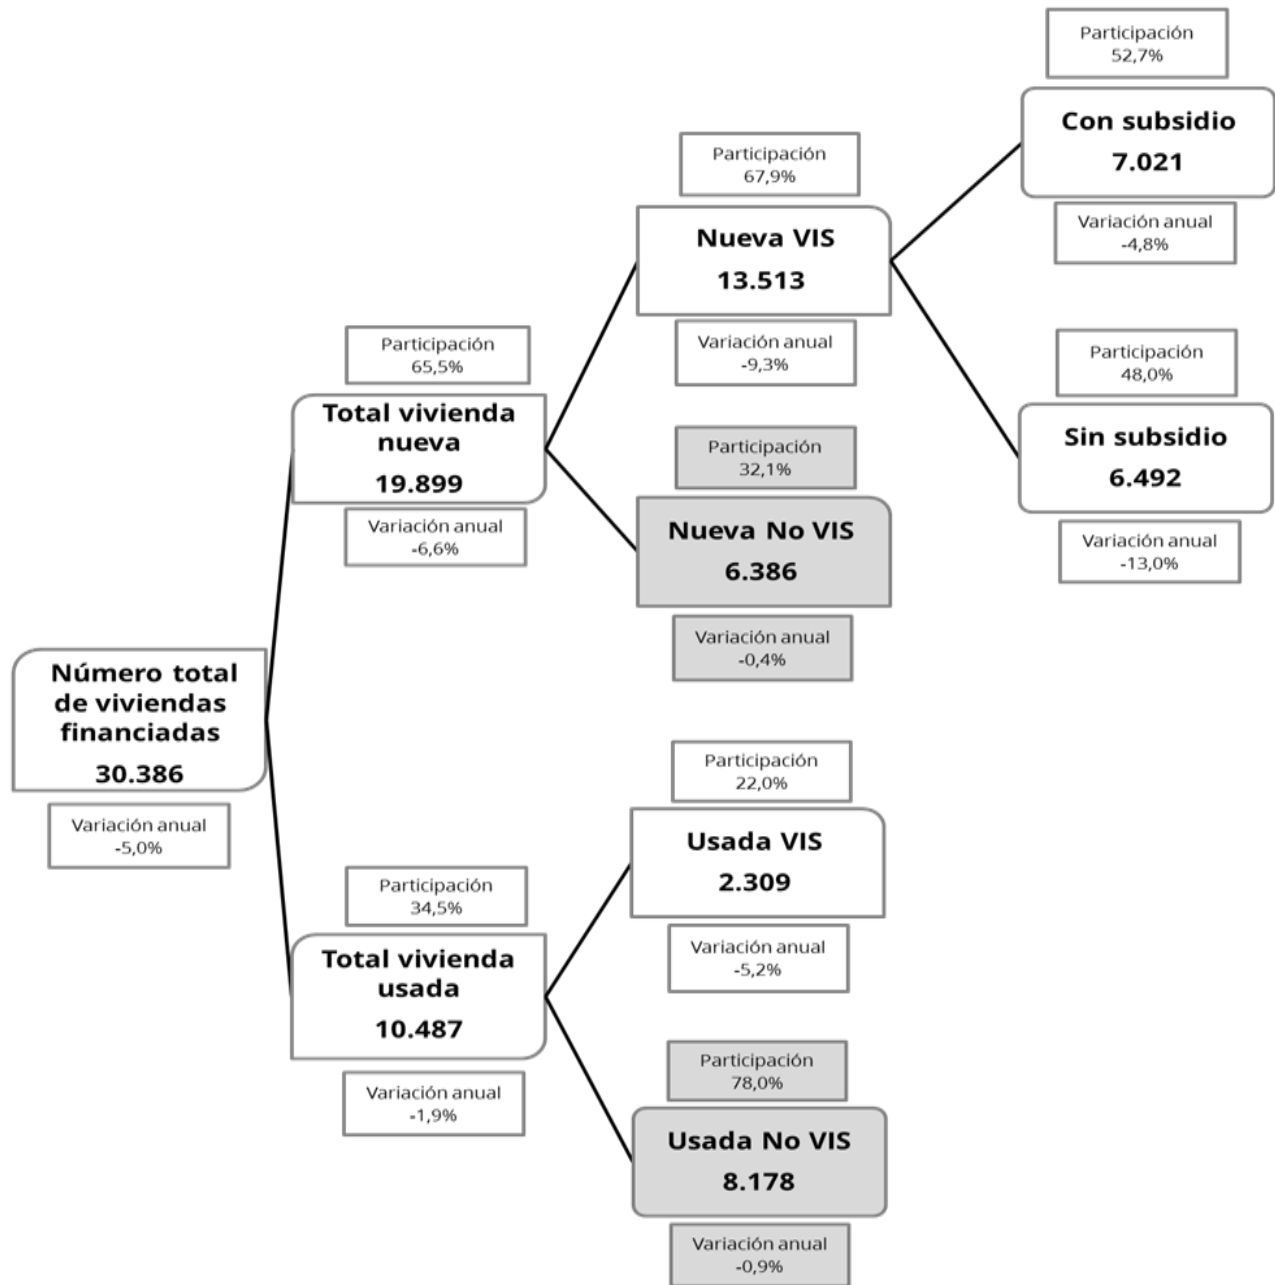 Participación
52,7%
Con subsidio
7.021
Variación anual
-4,8%
Participación
67,9%
Nueva VIS
13.513
Variación anual
-9,3%
Participación
48,0%
Sin subsidio
6.492
Variación anual
-13,0%
Participación
65,5%
Total vivienda
nueva
19.899
Variación anual
-6,6%
Participación
32,1%
Nueva No VIS
6.386
Variación anual
-0,4%
Número total
de viviendas
financiadas
30.386
Variación anual
-5,0%
Participación
22,0%
Usada VIS
2.309
Variación anual
-5,2%
Participación
34,5%
Total vivienda
usada
10.487
Variación anual
-1,9%
Participación
78,0%
Usada No VIS
8.178
Variación anual
-0,9%